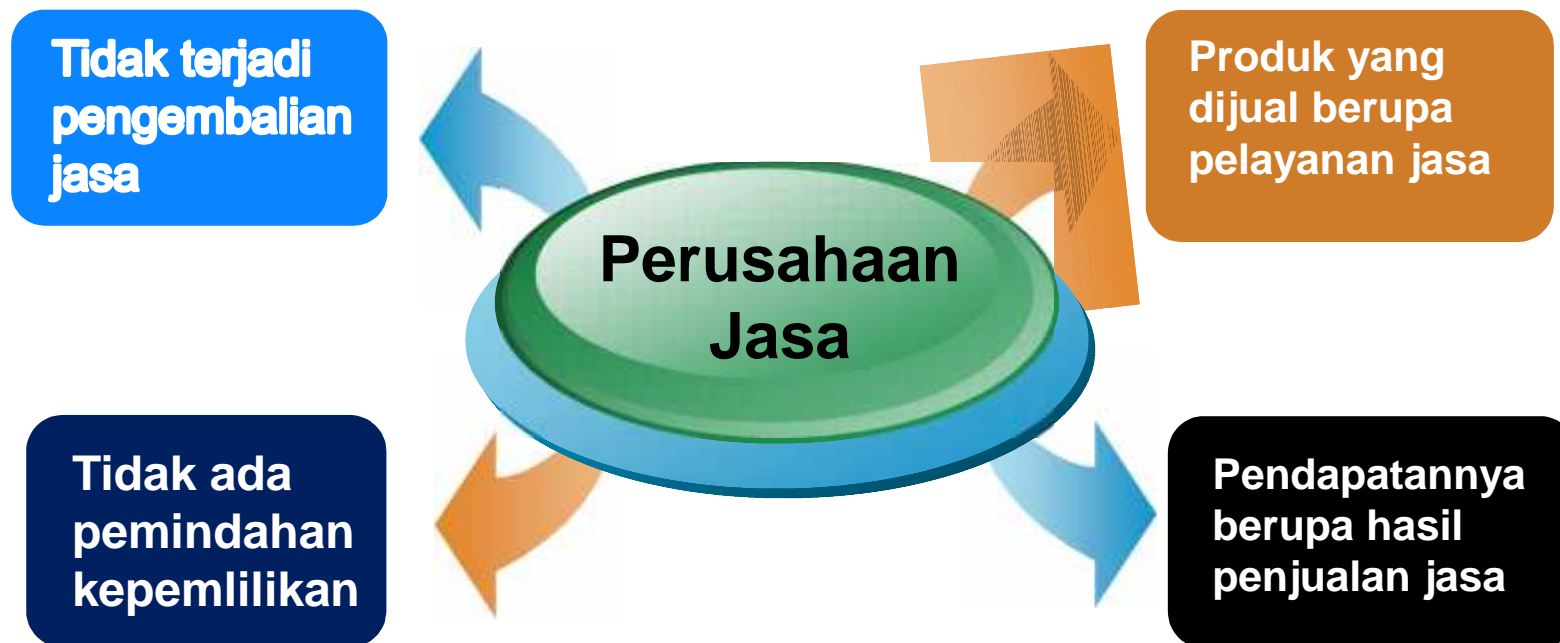 Tidak terjadi
pengembalian
jasa
Produk yang
dijual berupa
pelayanan jasa
Perusahaan
Jasa
Tidak ada
pemindahan
kepemlilikan
Pendapatannya
berupa hasil
penjualan jasa